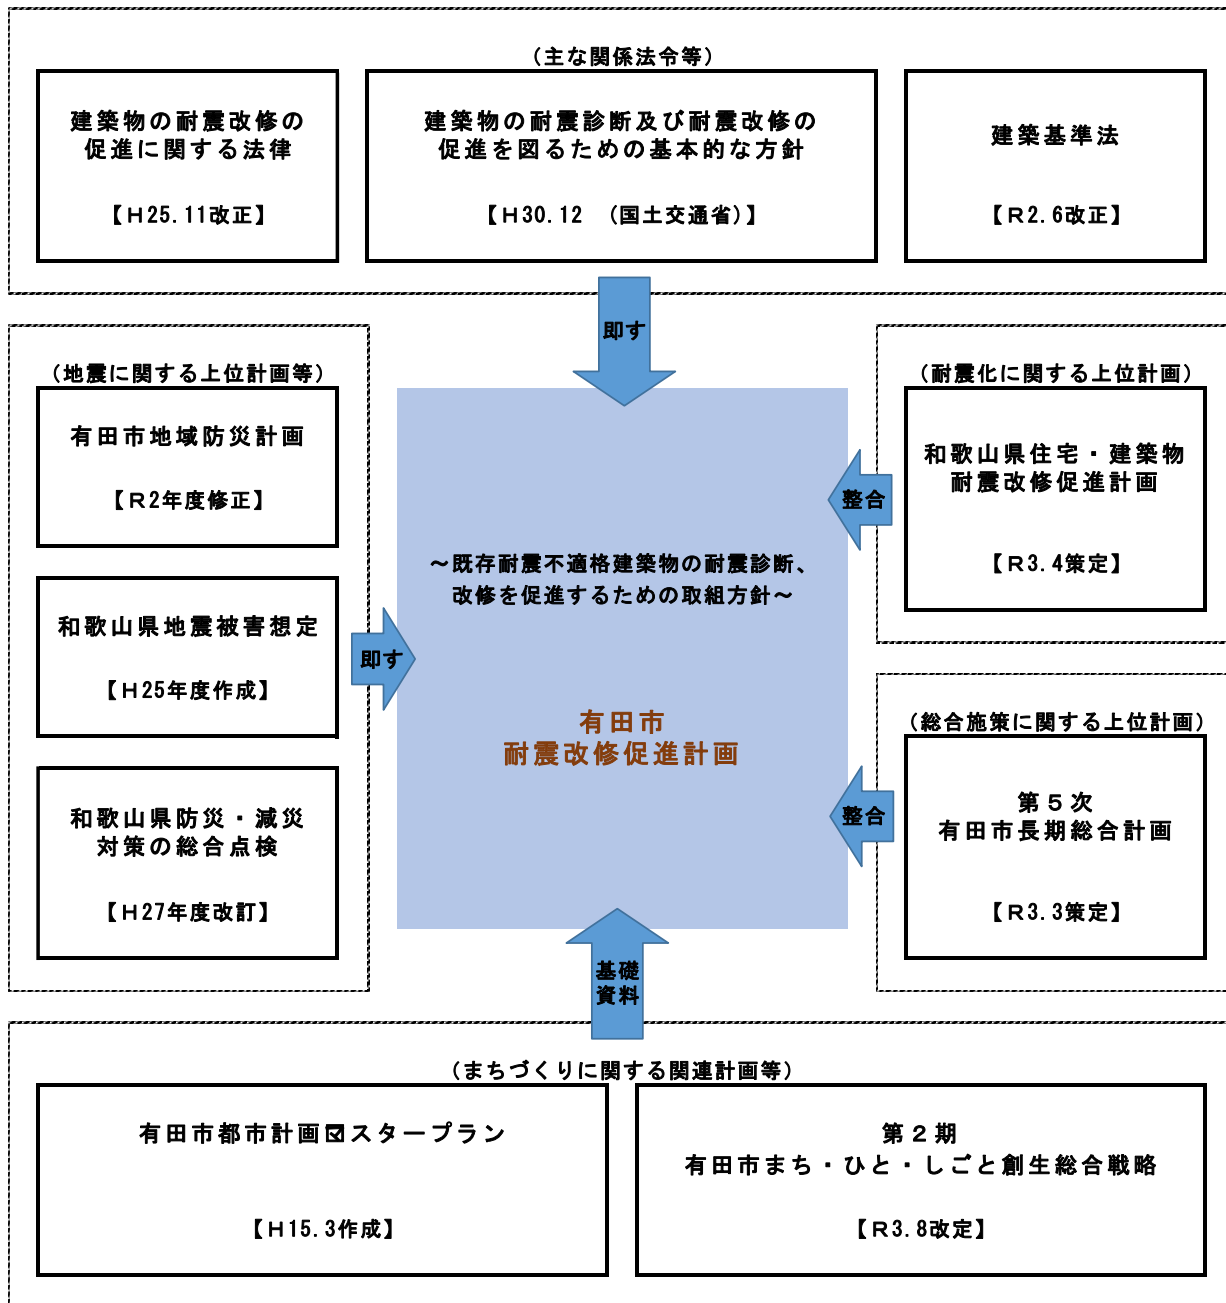 (主な関係法令等)
建築物の耐震改修の
促進に関する法律
【H25.11改正】
建築物の耐震診断及び耐震改修の
促進を図るための基本的な方針
【H30.12 (国土交通省)】
建築基準法
【R2.6改正】
即す
(地震に関する上位計画等)
有田市地域防災計画
【R2年度修正】
和歌山県地震被害想定
【H25年度作成】
和歌山県防災・減災
対策の総合点検
【H27年度改訂】
即す
～既存耐震不適格建築物の耐震診断、
改修を促進するための取組方針～
有田市
耐震改修促進計画
(耐震化に関する上位計画)
和歌山県住宅・建築物
耐震改修促進計画
【R3.4策定】
整合
(総合施策に関する上位計画)
第5次
有田市長期総合計画
【R3.3策定】
整合
基礎
資料
(まちづくりに関する関連計画等)
有田市都市計画☑スタープラン
【H15.3作成】
第2期
有田市まち・ひと・しごと創生総合戦略
【R3.8改定】